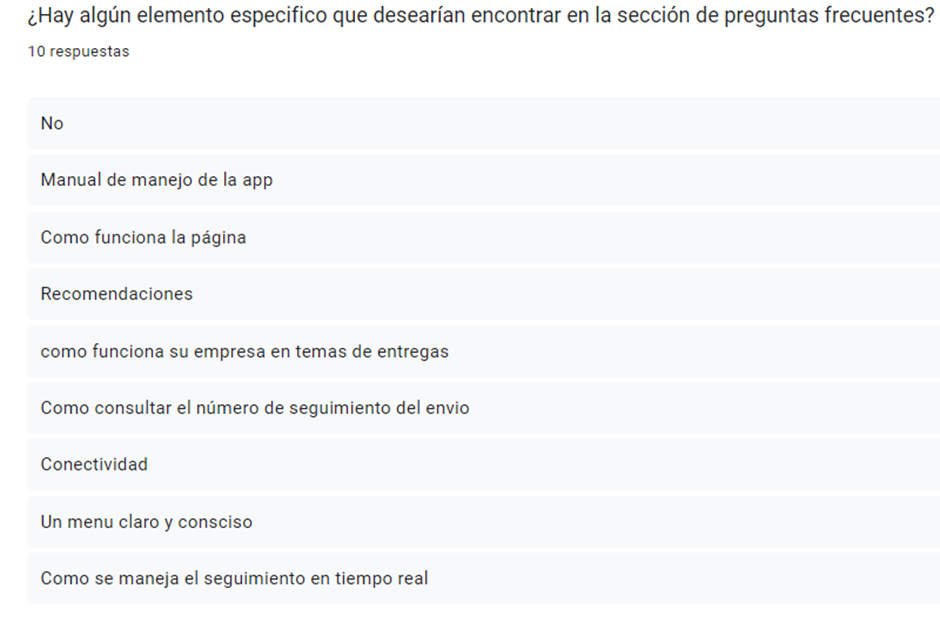 ¿Hay algún elemento especifico que desearían encontrar en la sección de preguntas frecuentes?
10 respuestas
No
Manual de manejo de la app
Como funciona la página
Recomendaciones
como funciona su empresa en temas de entregas
Como consultar el número de seguimiento del envio
Conectividad
Un menu claro y consciso
Como se maneja el seguimiento en tiempo real